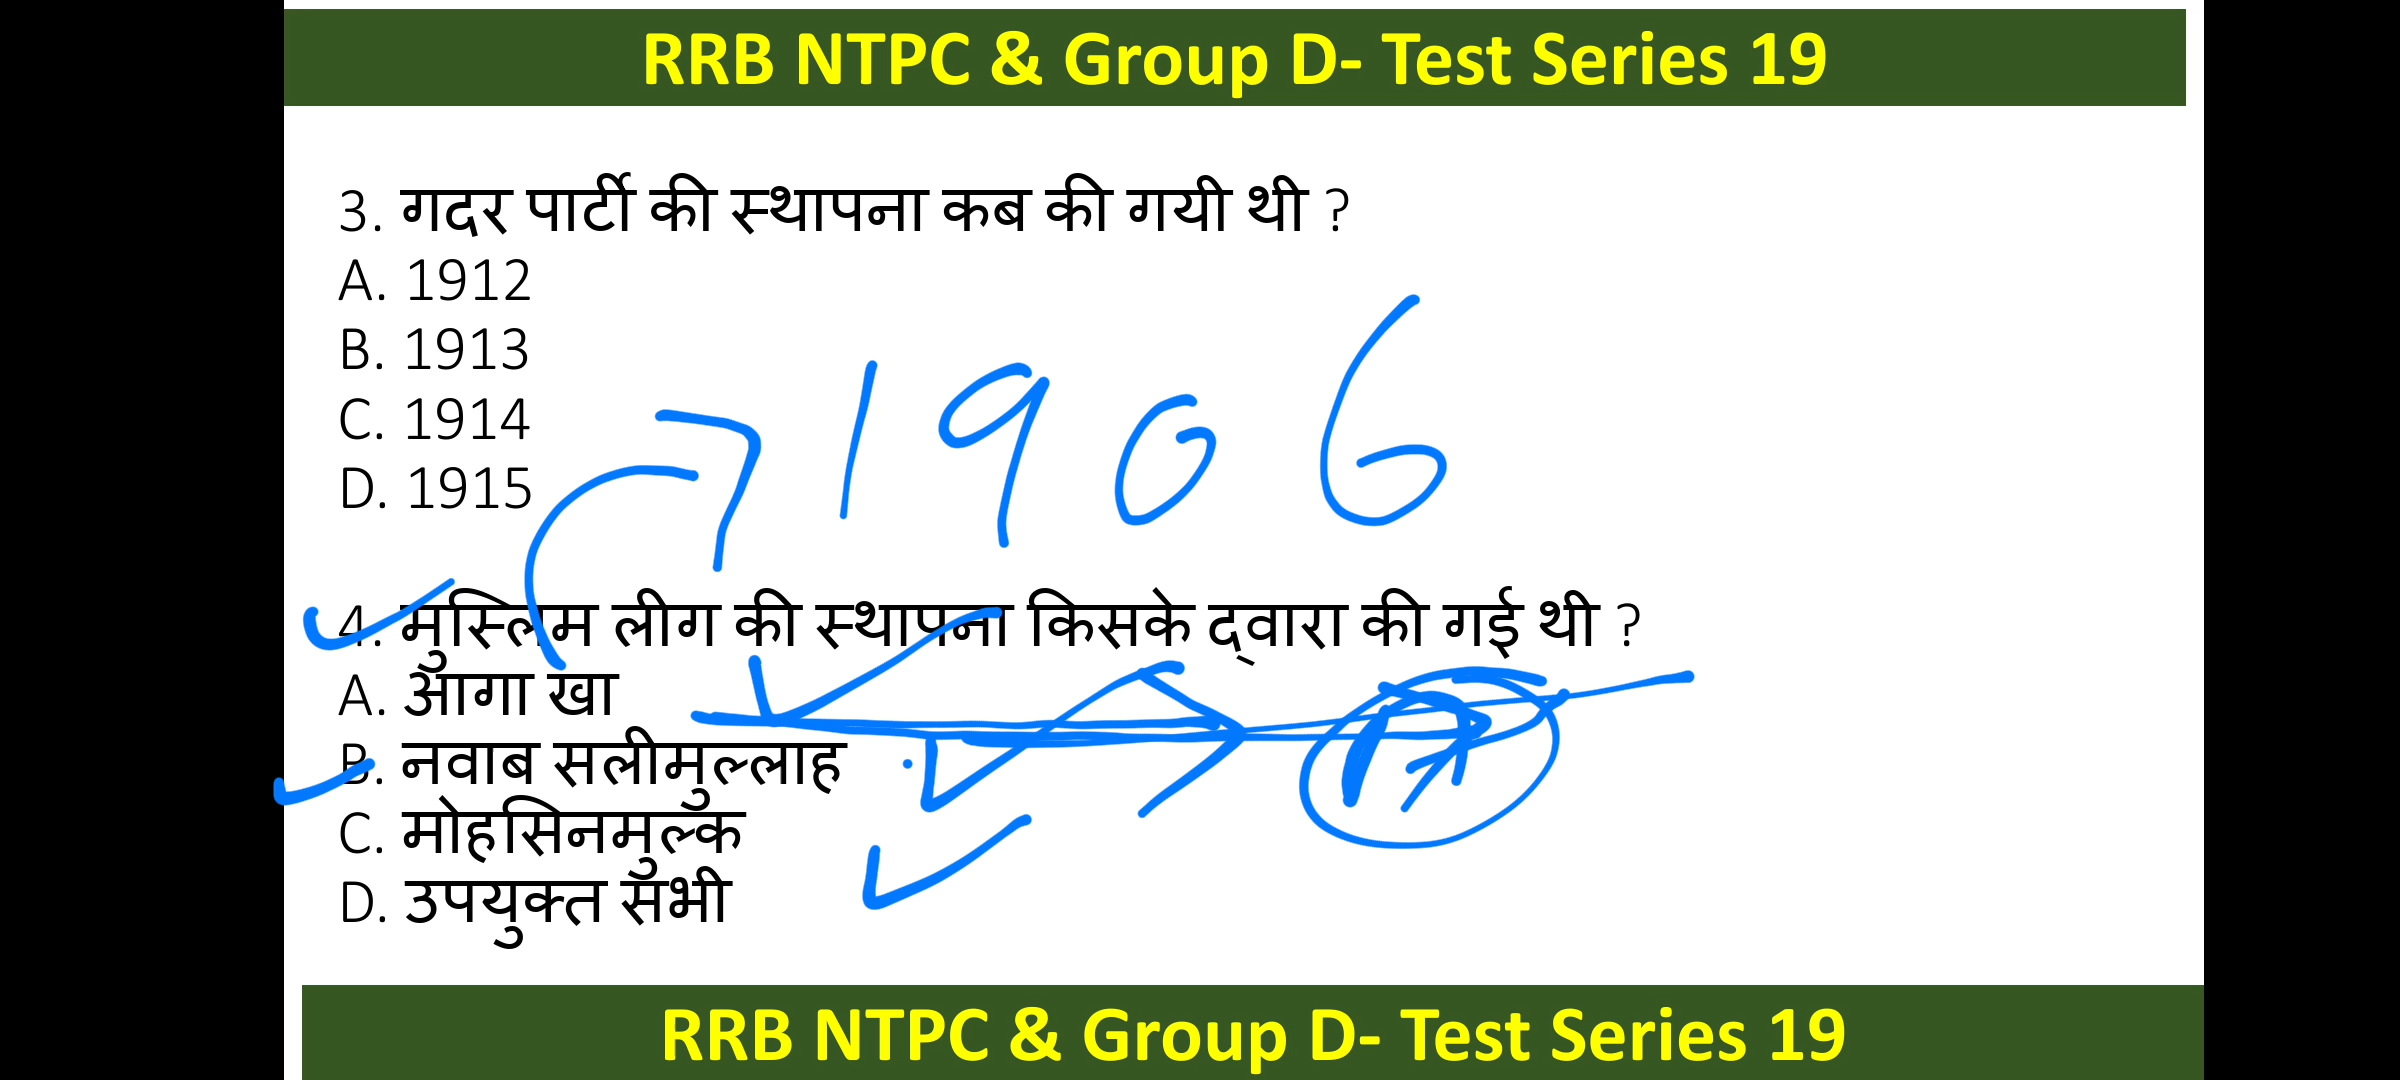 RRB NTPC & Group D- Test Series 19
3. गदर पार्टी की स्थापना कब की गयी थी ?
A. 1912
B. 1913
C. 1914
D. 1915
1906
4. मुस्लिम लीग की स्थापना किसके द्वारा की गई थी ?
A. आगा खा
B. नवाब सलीमुल्लाह
C. मोहसिनमुल्क
D. उपयुक्त सभी
RRB NTPC & Group D- Test Series 19